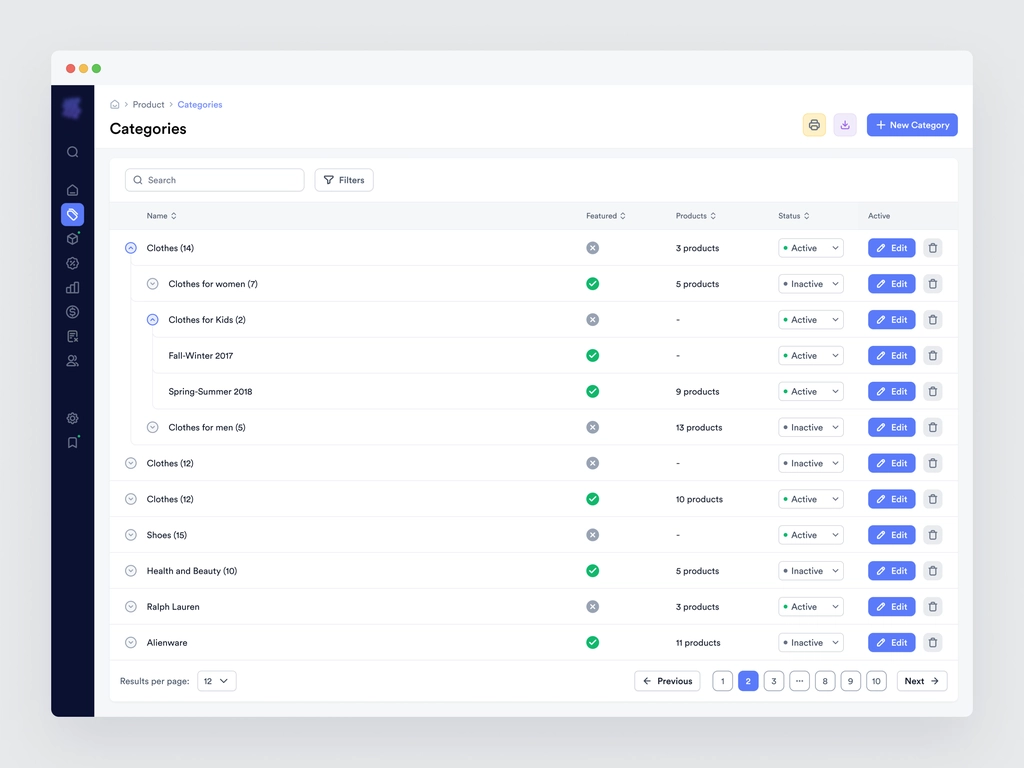 Product
Categories
Categories
New Category
Search
Filters
Name
Featured
Products
Status
Active
Clothes (14)
3 products
Active
Edit
Clothes for women (7)
5 products
Inactive
Edit
Clothes for Kids (2)
-
Active
Edit
Fall-Winter 2017
-
Active
Edit
Spring-Summer 2018
9 products
Active
Edit
Clothes for men (5)
13 products
Inactive
Edit
Clothes (12)
-
Inactive
Edit
Clothes (12)
10 products
Active
Edit
Shoes (15)
-
Active
Edit
Health and Beauty (10)
5 products
Inactive
Edit
Ralph Lauren
3 products
Active
Edit
Alienware
11 products
Inactive
Edit
Results per page:
12
Previous
1
2
3
...
8
9
10
Next